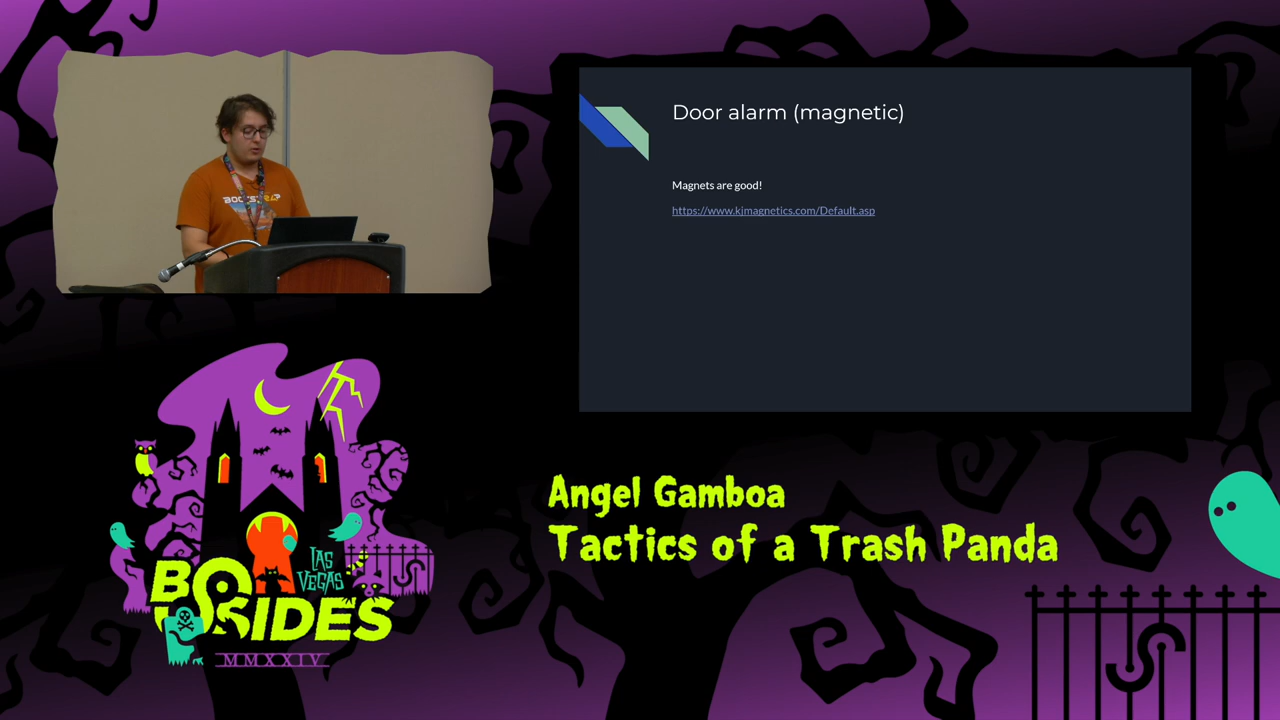 Door alarm (magnetic)
Magnets are good!
https://www.kjmagnetics.com/Default.asp
Angel Gamboa
Tactics of a Trash Panda
LAS
VEGAS
BSIDES
MMXXIV